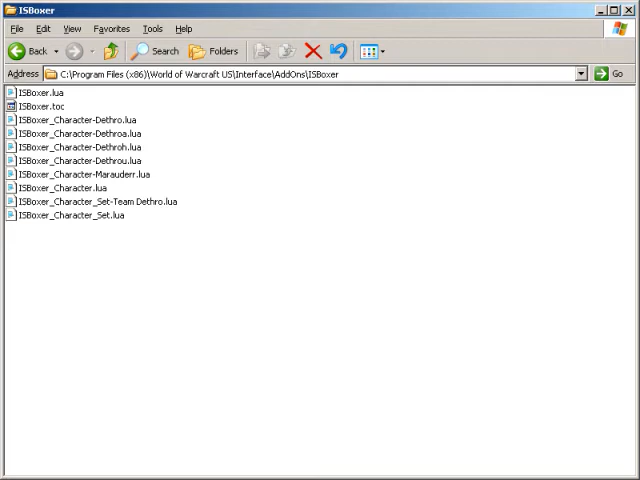 ISBoxer
File Edit View Favorites Tools Help
Back Search Folders
Address C:\Program Files (x86)\World of Warcraft US\Interface\AddOns\ISBoxer Go
ISBoxer.lua
ISBoxer.toc
ISBoxer_Character-Dethro.lua
ISBoxer_Character-Dethroa.lua
ISBoxer_Character-Dethroh.lua
ISBoxer_Character-Dethrou.lua
ISBoxer_Character-Marauderr.lua
ISBoxer_Character.lua
ISBoxer_Character_Set-Team Dethro.lua
ISBoxer_Character_Set.lua